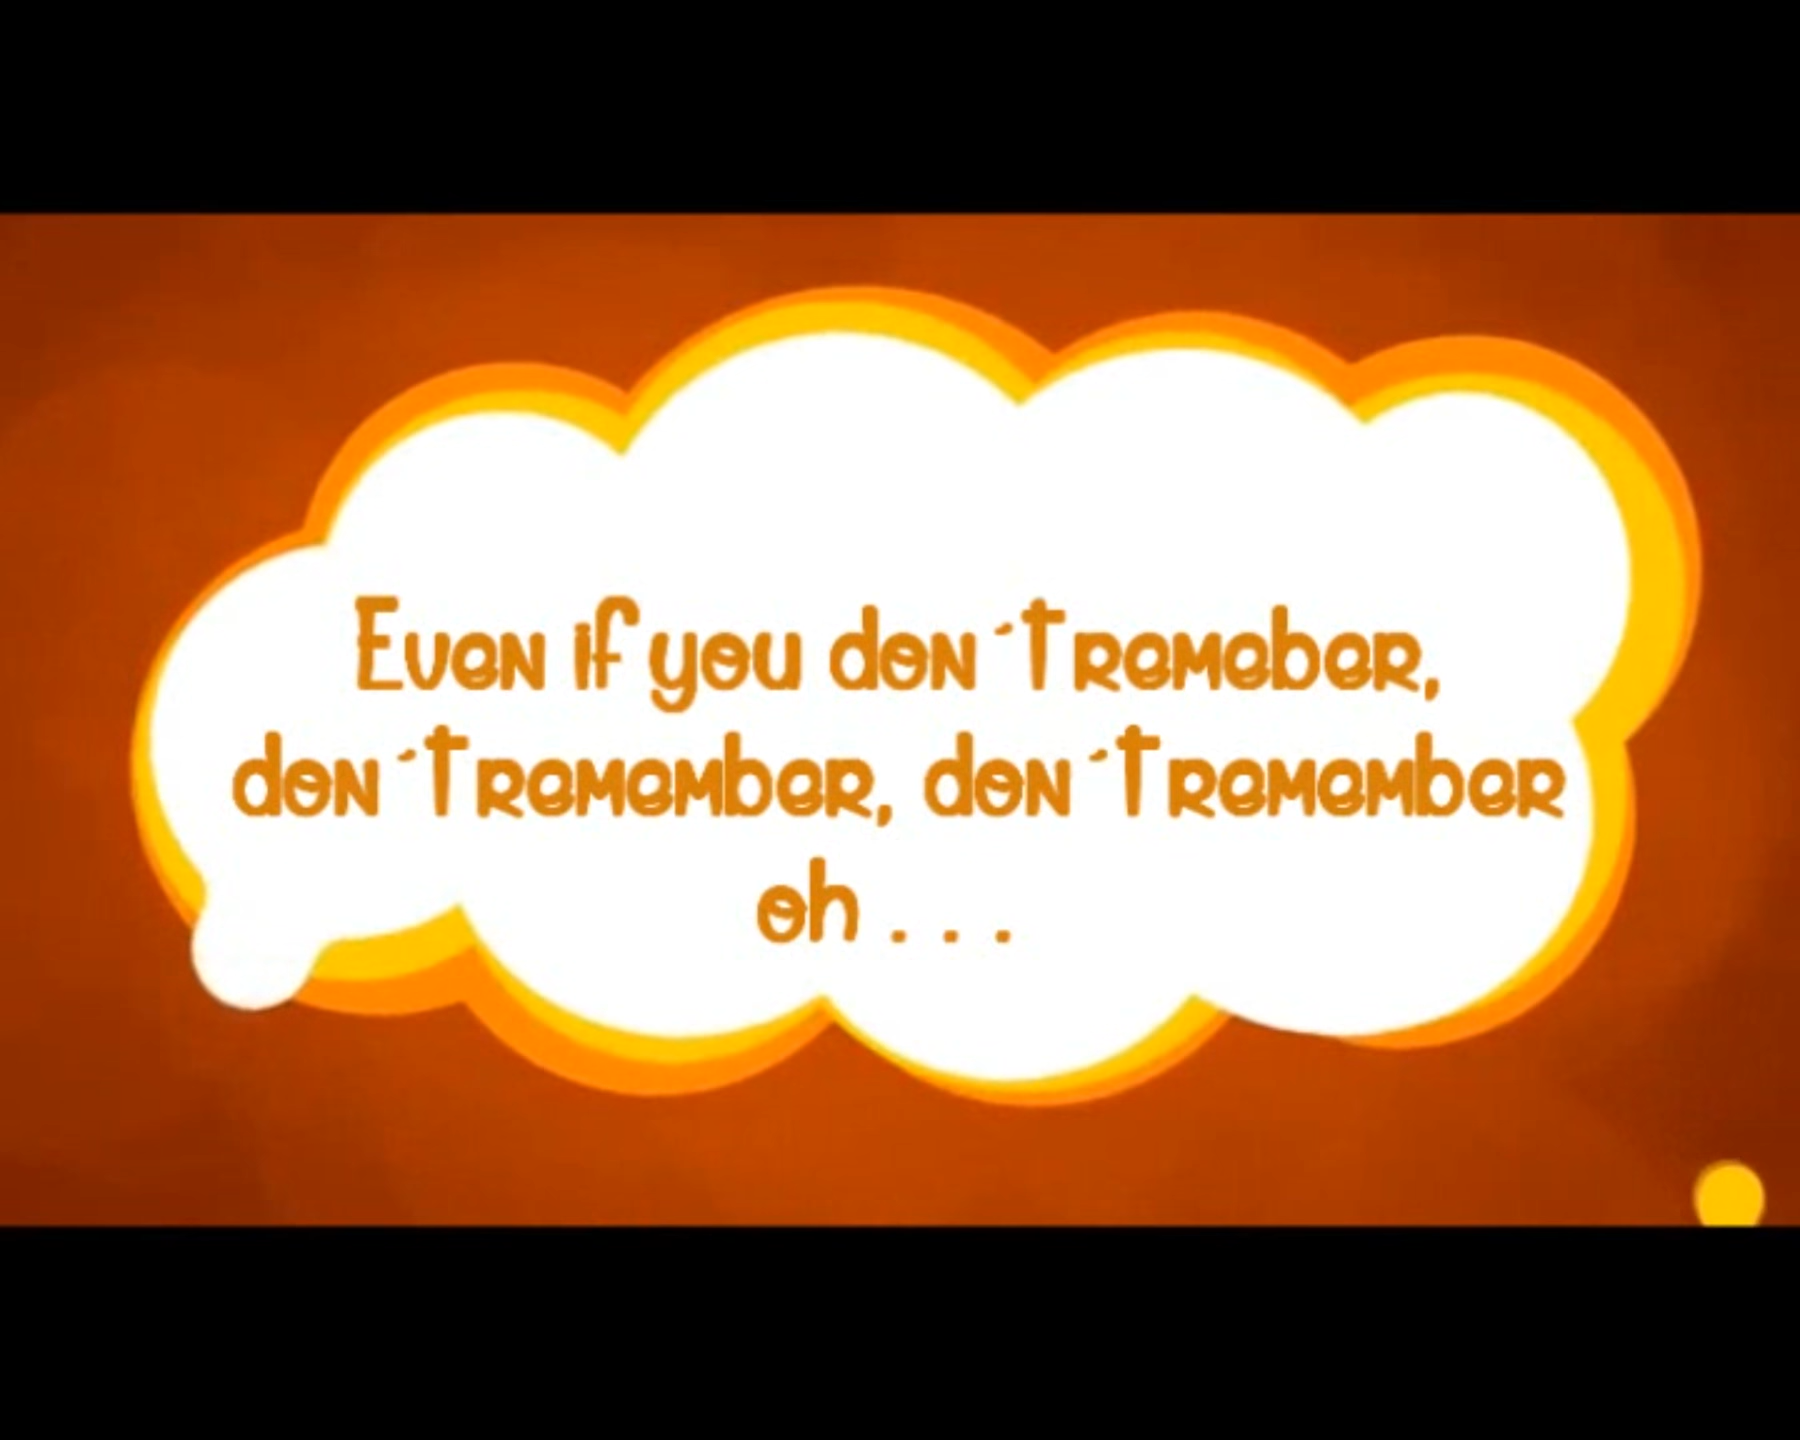 Even if you don´t remeber,
don´t remember, don´t remember
oh . . .